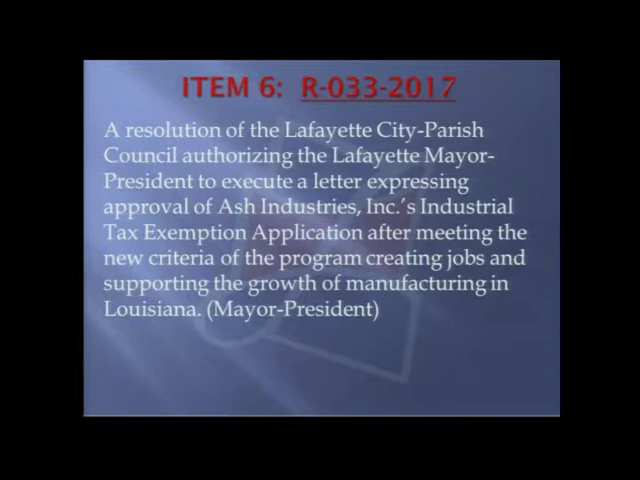 ITEM 6: R-033-2017
A resolution of the Lafayette City-Parish
Council authorizing the Lafayette Mayor-
President to execute a letter expressing
approval of Ash Industries, Inc.'s Industrial
Tax Exemption Application after meeting the
new criteria of the program creating jobs and
supporting the growth of manufacturing in
Louisiana. (Mayor-President)